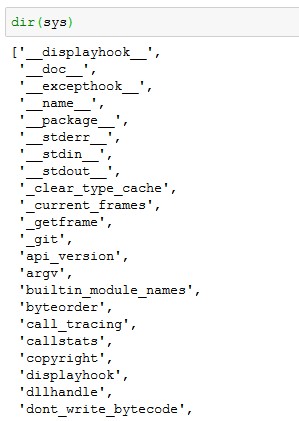 dir(sys)
['__displayhook__',
'__doc__',
'__excepthook__',
'__name__',
'__package__',
'__stderr__',
'__stdin__',
'__stdout__',
'_clear_type_cache',
'_current_frames',
'_getframe',
'_git',
'api_version',
'argv',
'builtin_module_names',
'byteorder',
'call_tracing',
'callstats',
'copyright',
'displayhook',
'dllhandle',
'dont_write_bytecode',